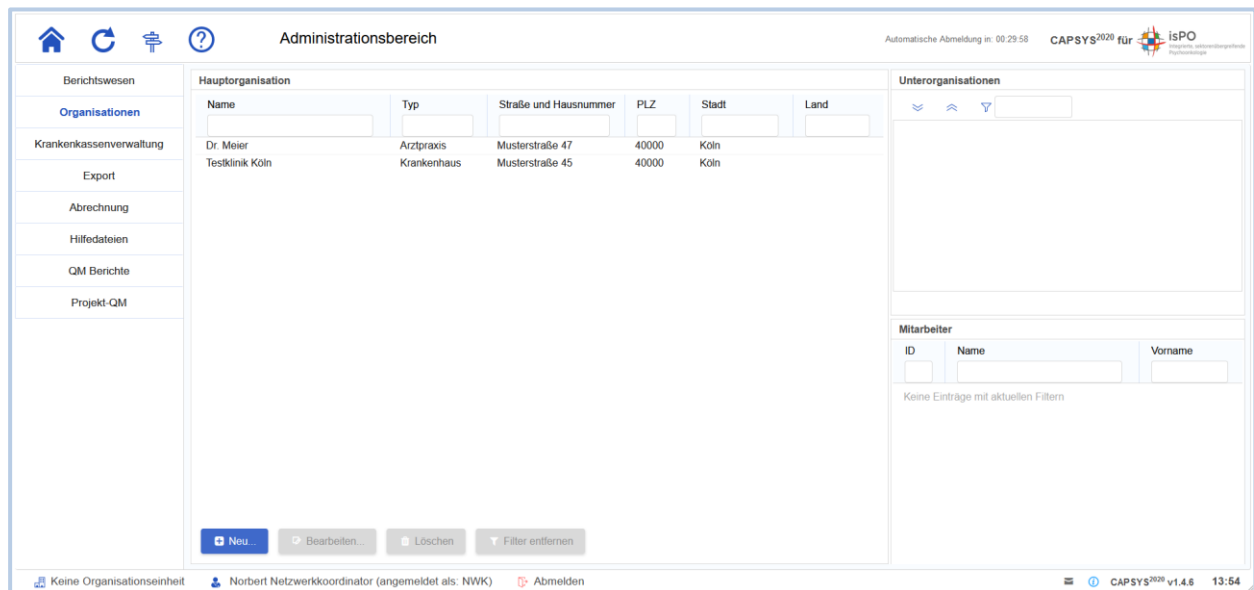 Administrationsbereich
Automatische Abmeldung in: 00:29:58
CAPSYS2020 für isPO
Integrierte, sektorenübergreifende
Psychoonkologie
Berichtswesen
Organisationen
Krankenkassenverwaltung
Export
Abrechnung
Hilfedateien
QM Berichte
Projekt-QM
Hauptorganisation
Name Typ Straße und Hausnummer PLZ Stadt Land
Dr. Meier Arztpraxis Musterstraße 47 40000 Köln
Testklinik Köln Krankenhaus Musterstraße 45 40000 Köln
Neu... Bearbeiten... Löschen Filter entfernen
Unterorganisationen
Mitarbeiter
ID Name Vorname
Keine Einträge mit aktuellen Filtern
Keine Organisationseinheit Norbert Netzwerkkoordinator (angemeldet als: NWK) Abmelden CAPSYS2020 v1.4.6 13:54